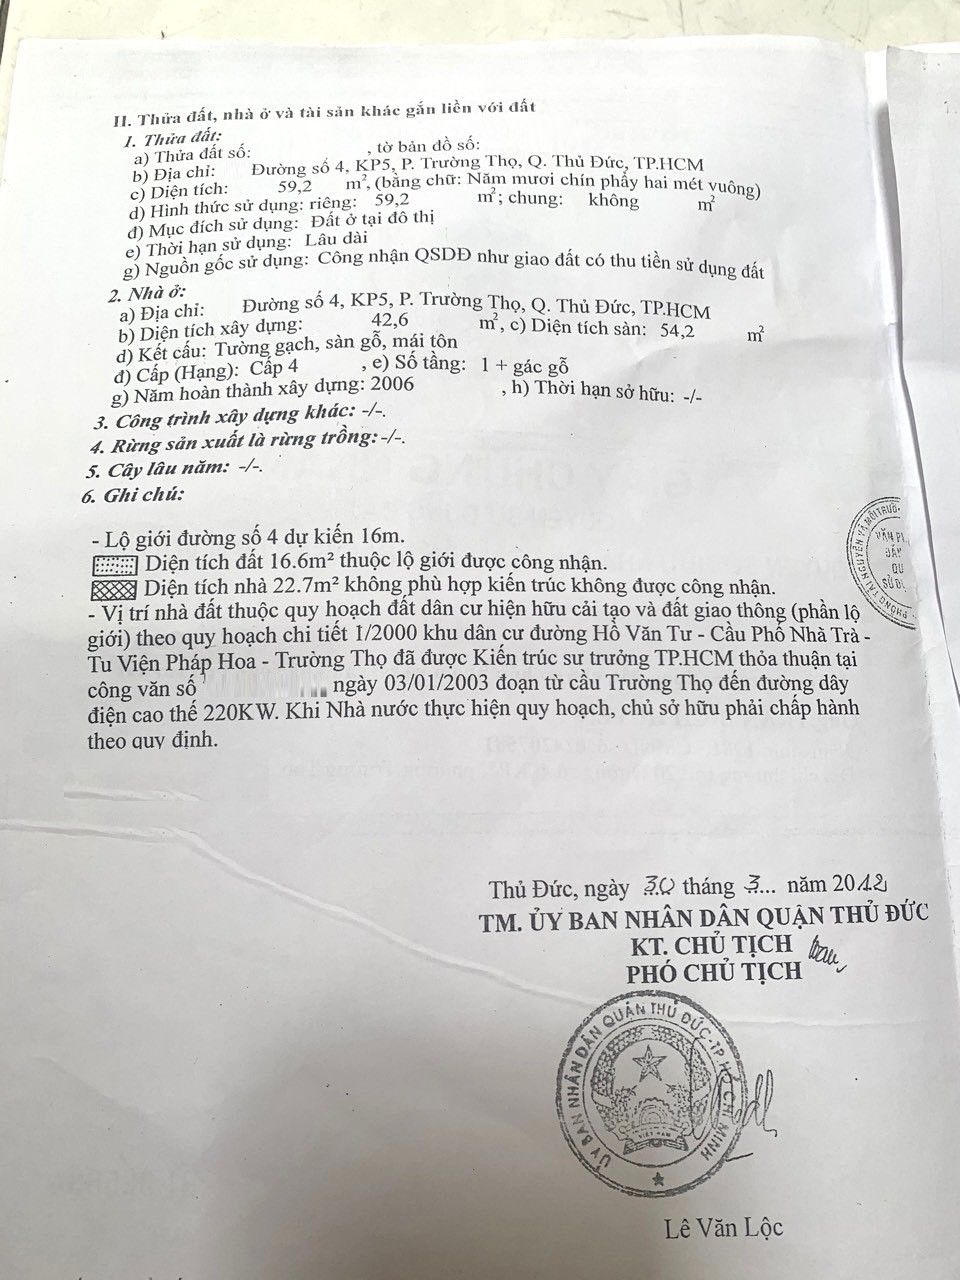 II. Thửa đất, nhà ở và tài sản khác gắn liền với đất
1. Thửa đất:
a) Thửa đất số: , tờ bản đồ số:
b) Địa chỉ: Đường số 4, KP5, P. Trường Thọ, Q. Thủ Đức, TP.HCM
c) Diện tích: 59,2 m², (bằng chữ: Năm mươi chín phẩy hai mét vuông)
d) Hình thức sử dụng: riêng: 59,2 m²; chung: không m²
đ) Mục đích sử dụng: Đất ở tại đô thị
e) Thời hạn sử dụng: Lâu dài
g) Nguồn gốc sử dụng: Công nhận QSDĐ như giao đất có thu tiền sử dụng đất
2. Nhà ở:
a) Địa chỉ: Đường số 4, KP5, P. Trường Thọ, Q. Thủ Đức, TP.HCM
b) Diện tích xây dựng: 42,6 m², c) Diện tích sàn: 54,2 m²
d) Kết cấu: Tường gạch, sàn gỗ, mái tôn
đ) Cấp (Hạng): Cấp 4 , e) Số tầng: 1 + gác gỗ
g) Năm hoàn thành xây dựng: 2006 , h) Thời hạn sở hữu: -/-
3. Công trình xây dựng khác: -/-.
4. Rừng sản xuất là rừng trồng: -/-.
5. Cây lâu năm: -/-.
6. Ghi chú:
- Lộ giới đường số 4 dự kiến 16m.
Diện tích đất 16.6m² thuộc lộ giới được công nhận.
Diện tích nhà 22.7m² không phù hợp kiến trúc không được công nhận.
- Vị trí nhà đất thuộc quy hoạch đất dân cư hiện hữu cải tạo và đất giao thông (phần lộ
giới) theo quy hoạch chi tiết 1/2000 khu dân cư đường Hồ Văn Tư - Cầu Phố Nhà Trà -
Tu Viện Pháp Hoa - Trường Thọ đã được Kiến trúc sư trưởng TP.HCM thỏa thuận tại
công văn số ngày 03/01/2003 đoạn từ cầu Trường Thọ đến đường dây
điện cao thế 220KW. Khi Nhà nước thực hiện quy hoạch, chủ sở hữu phải chấp hành
theo quy định.
Thủ Đức, ngày 30 tháng 3... năm 2012
TM. ỦY BAN NHÂN DÂN QUẬN THỦ ĐỨC
KT. CHỦ TỊCH
PHÓ CHỦ TỊCH
ỦY BAN NHÂN DÂN QUẬN THỦ ĐỨC-TP.HỒ CHÍ MINH
VIỆT NAM
Lê Văn Lộc